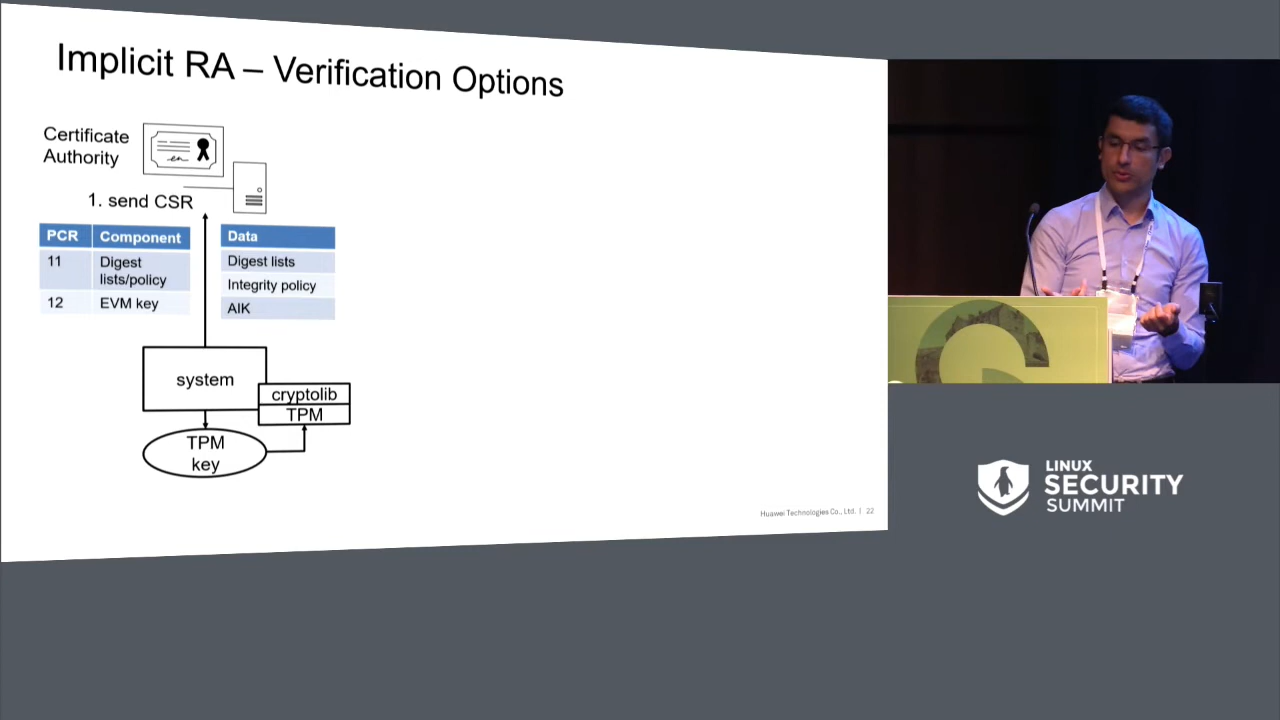 Implicit RA – Verification Options
Certificate
Authority
1. send CSR
PCR Component
11 Digest
lists/policy
12 EVM key
Data
Digest lists
Integrity policy
AIK
system
cryptolib
TPM
TPM
key
Huawei Technologies Co., Ltd. | 22
LINUX
SECURITY
SUMMIT